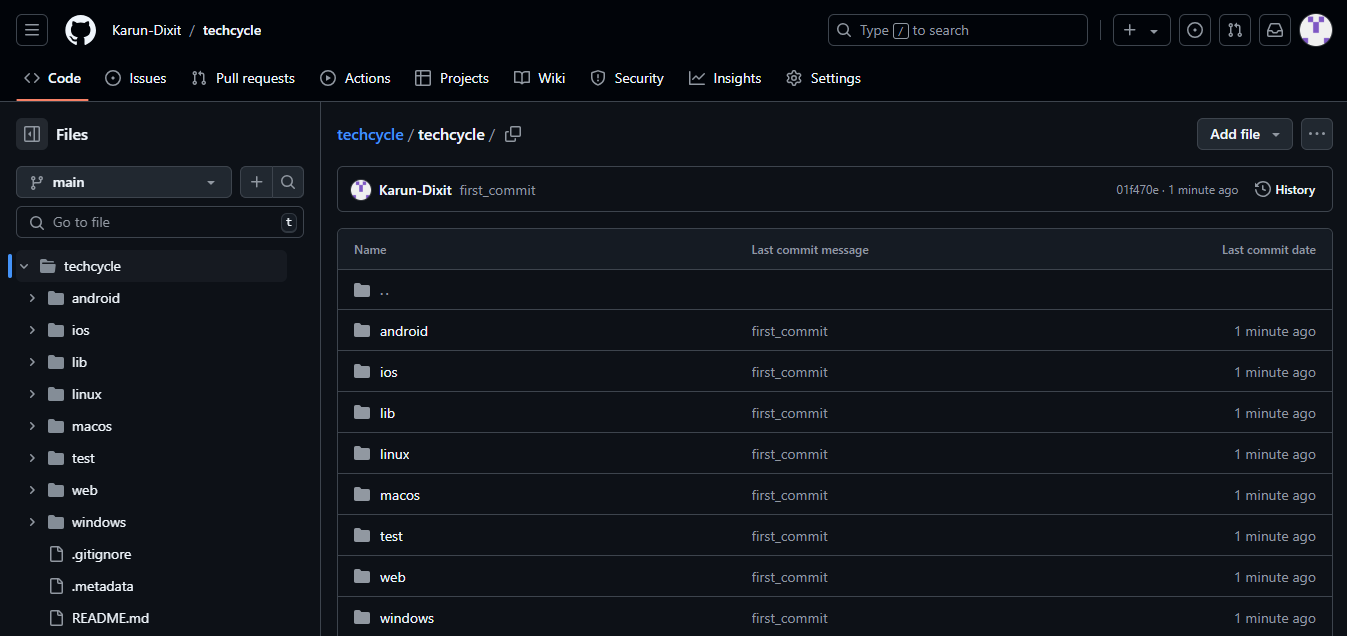 Karun-Dixit / techcycle
Type / to search
Code Issues Pull requests Actions Projects Wiki Security Insights Settings
Files
main
Go to file t
techcycle
android
ios
lib
linux
macos
test
web
windows
.gitignore
.metadata
README.md
techcycle / techcycle /
Add file
Karun-Dixit first_commit 01f470e · 1 minute ago History
Name Last commit message Last commit date
..
android first_commit 1 minute ago
ios first_commit 1 minute ago
lib first_commit 1 minute ago
linux first_commit 1 minute ago
macos first_commit 1 minute ago
test first_commit 1 minute ago
web first_commit 1 minute ago
windows first_commit 1 minute ago